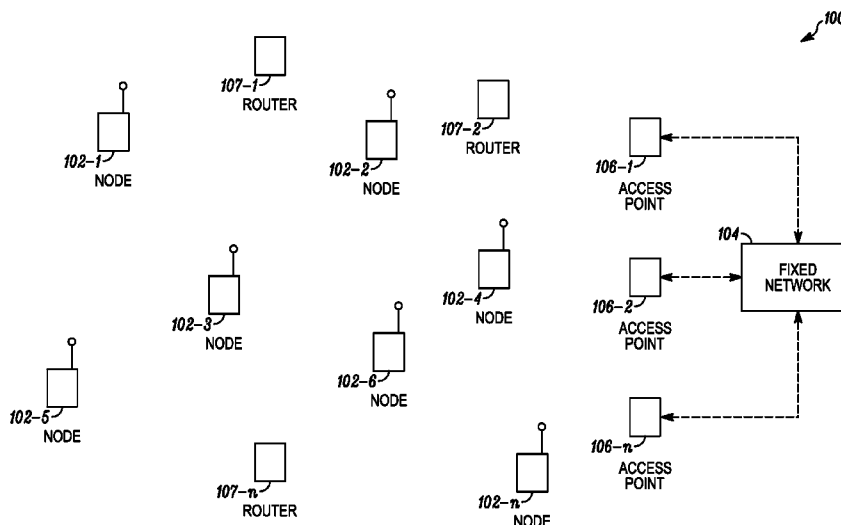 100
107-1
ROUTER
102-1
NODE
102-2
NODE
107-2
ROUTER
106-1
ACCESS
POINT
104
FIXED
NETWORK
102-3
NODE
102-4
NODE
106-2
ACCESS
POINT
102-5
NODE
102-6
NODE
106-n
ACCESS
POINT
107-n
ROUTER
102-n
NODE